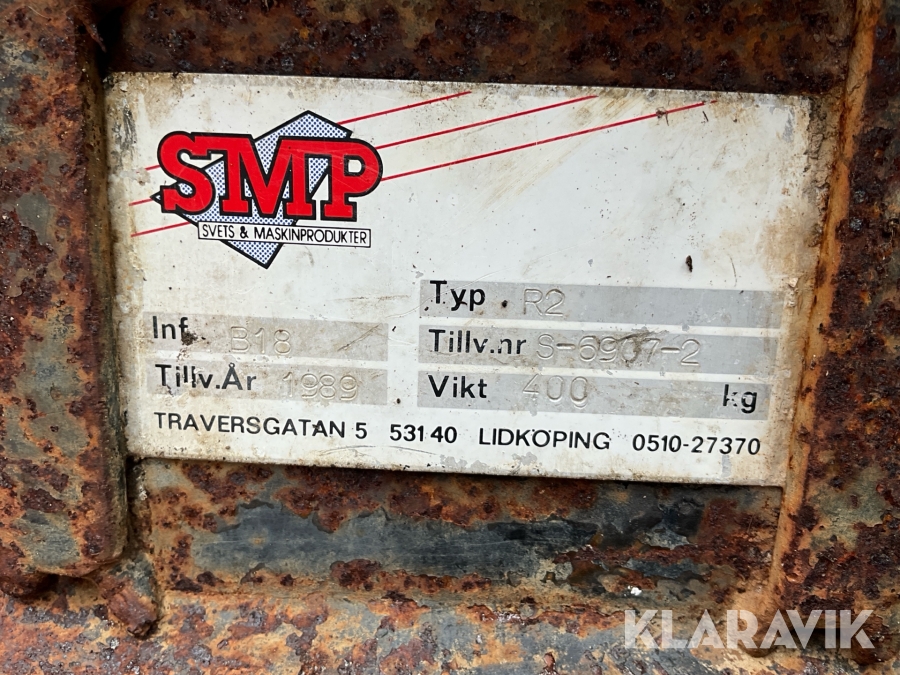 SMP
SVETS & MASKINPRODUKTER
Typ R2
Inf. B18
Tillv.nr S-6907-2
Tillv.År 1989
Vikt 400 kg
TRAVERSGATAN 5 531 40 LIDKÖPING 0510-27370
KLARAVIK